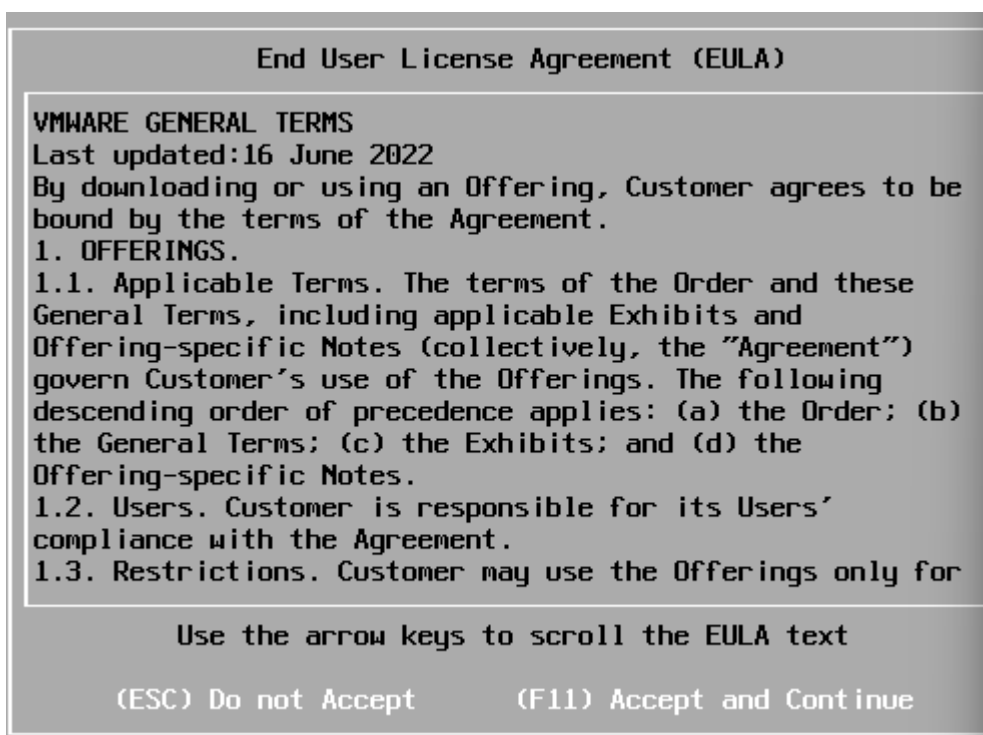 End User License Agreement (EULA)
VMWARE GENERAL TERMS
Last updated:16 June 2022
By downloading or using an Offering, Customer agrees to be
bound by the terms of the Agreement.
1. OFFERINGS.
1.1. Applicable Terms. The terms of the Order and these
General Terms, including applicable Exhibits and
Offering-specific Notes (collectively, the "Agreement")
govern Customer's use of the Offerings. The following
descending order of precedence applies: (a) the Order; (b)
the General Terms; (c) the Exhibits; and (d) the
Offering-specific Notes.
1.2. Users. Customer is responsible for its Users'
compliance with the Agreement.
1.3. Restrictions. Customer may use the Offerings only for
Use the arrow keys to scroll the EULA text
(ESC) Do not Accept (F11) Accept and Continue